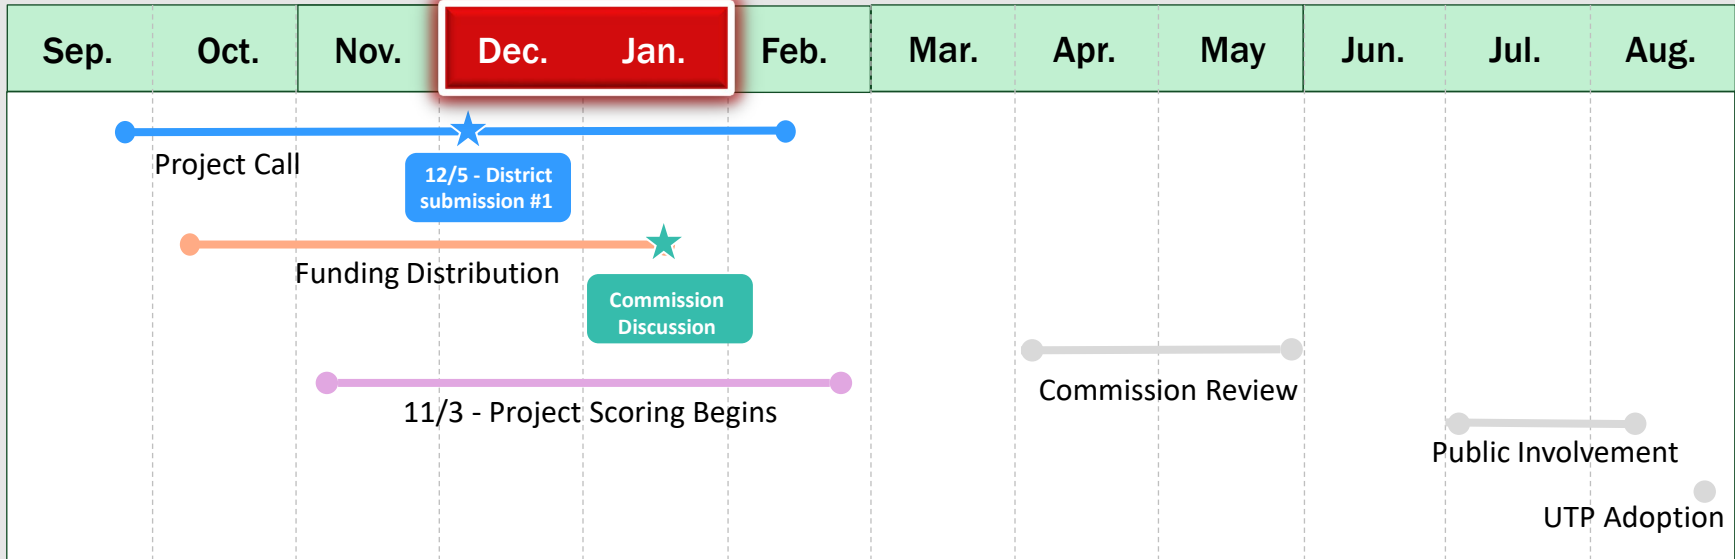 Sep. Oct. Nov. Dec. Jan. Feb. Mar. Apr. May Jun. Jul. Aug.
Project Call
12/5 - District
submission #1
Funding Distribution
Commission
Discussion
11/3 - Project Scoring Begins
Commission Review
Public Involvement
UTP Adoption